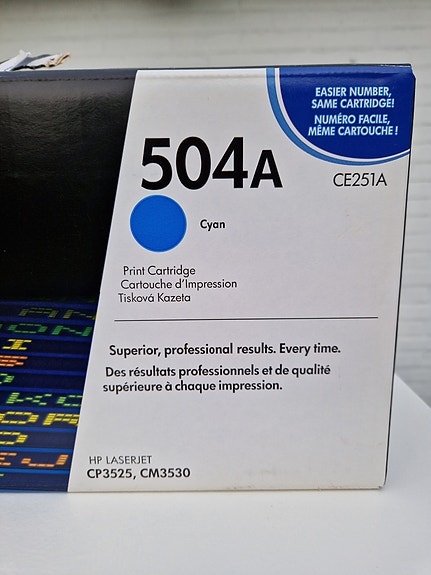 EASIER NUMBER,
SAME CARTRIDGE!
NUMÉRO FACILE,
MÊME CARTOUCHE !
504A
CE251A
Cyan
Print Cartridge
Cartouche d'Impression
Tisková Kazeta
Superior, professional results. Every time.
Des résultats professionnels et de qualité
supérieure à chaque impression.
HP LASERJET
CP3525, CM3530